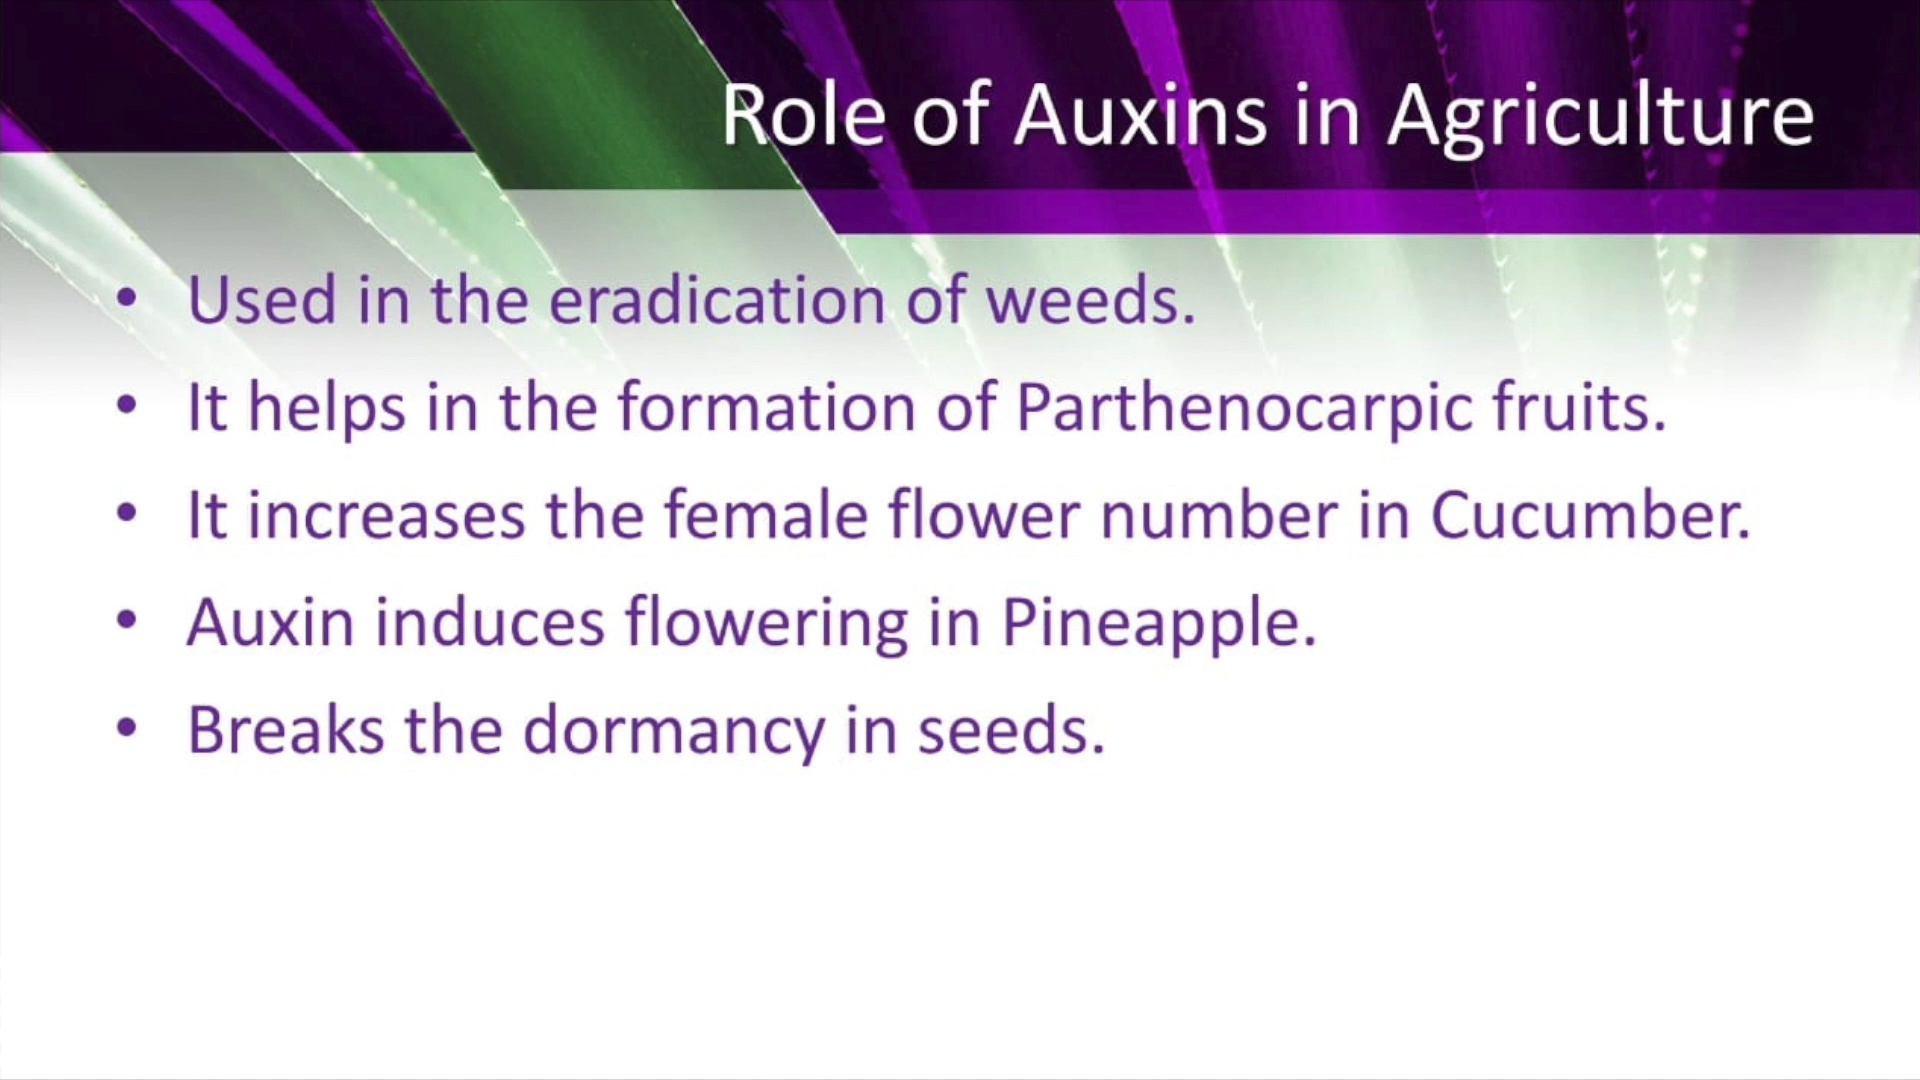 Role of Auxins in Agriculture
• Used in the eradication of weeds.
• It helps in the formation of Parthenocarpic fruits.
• It increases the female flower number in Cucumber.
• Auxin induces flowering in Pineapple.
• Breaks the dormancy in seeds.